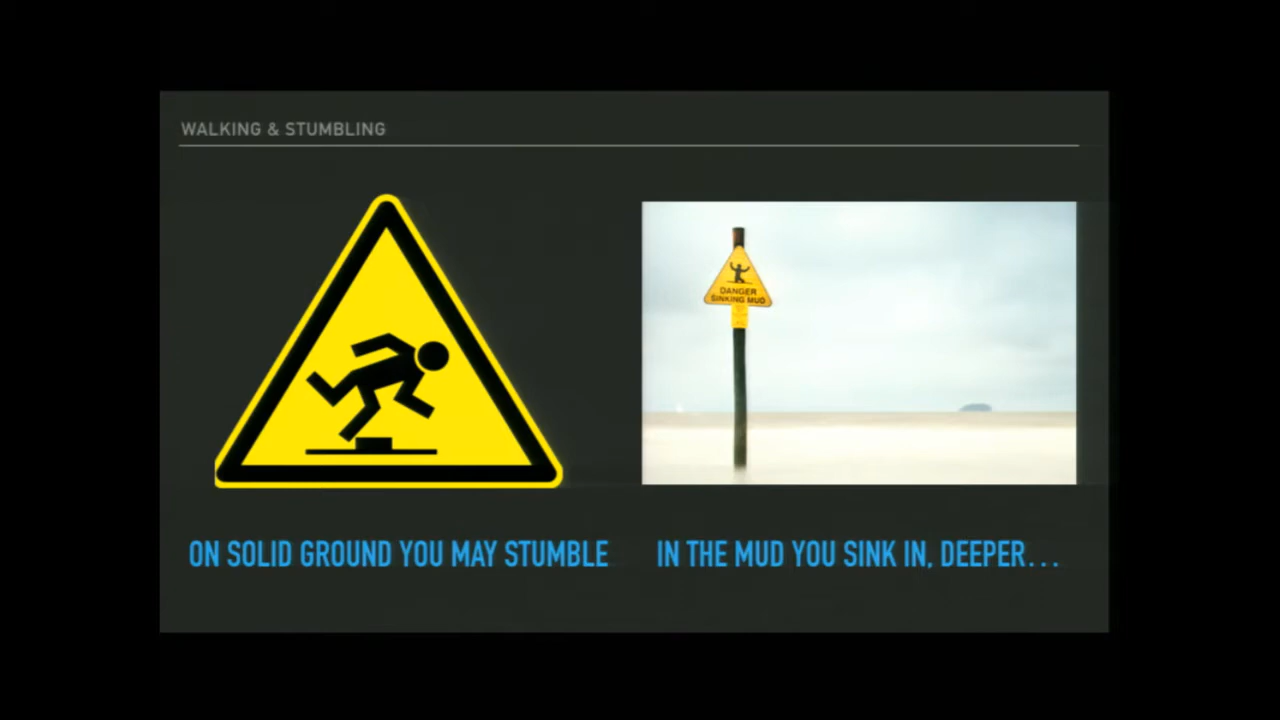 WALKING & STUMBLING
DANGER
SINKING MUD
ON SOLID GROUND YOU MAY STUMBLE
IN THE MUD YOU SINK IN, DEEPER...